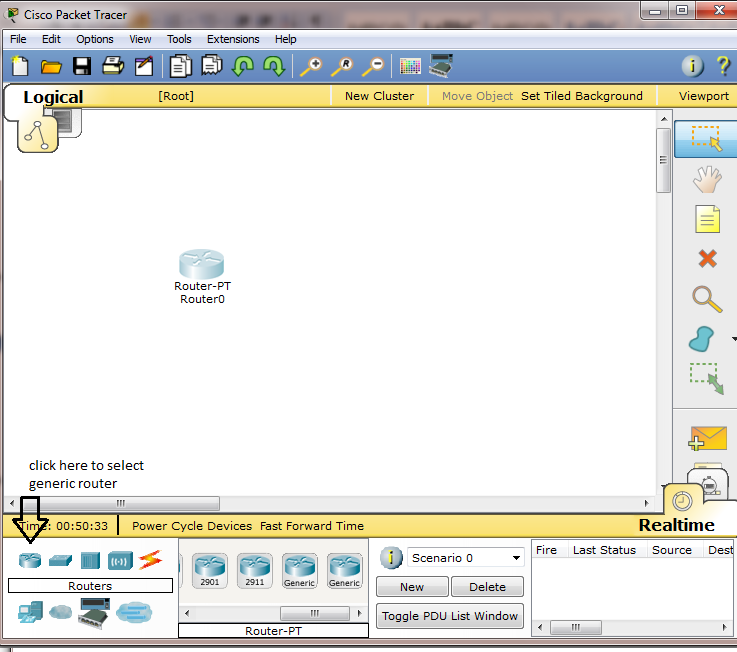 Cisco Packet Tracer
File Edit Options View Tools Extensions Help
R
i ?
Logical [Root] New Cluster Move Object Set Tiled Background Viewport
Router-PT
Router0
click here to select
generic router
Time: 00:50:33 Power Cycle Devices Fast Forward Time
Realtime
2901 2911 Generic Generic
Routers
Router-PT
i Scenario 0
New Delete
Toggle PDU List Window
Fire Last Status Source Dest